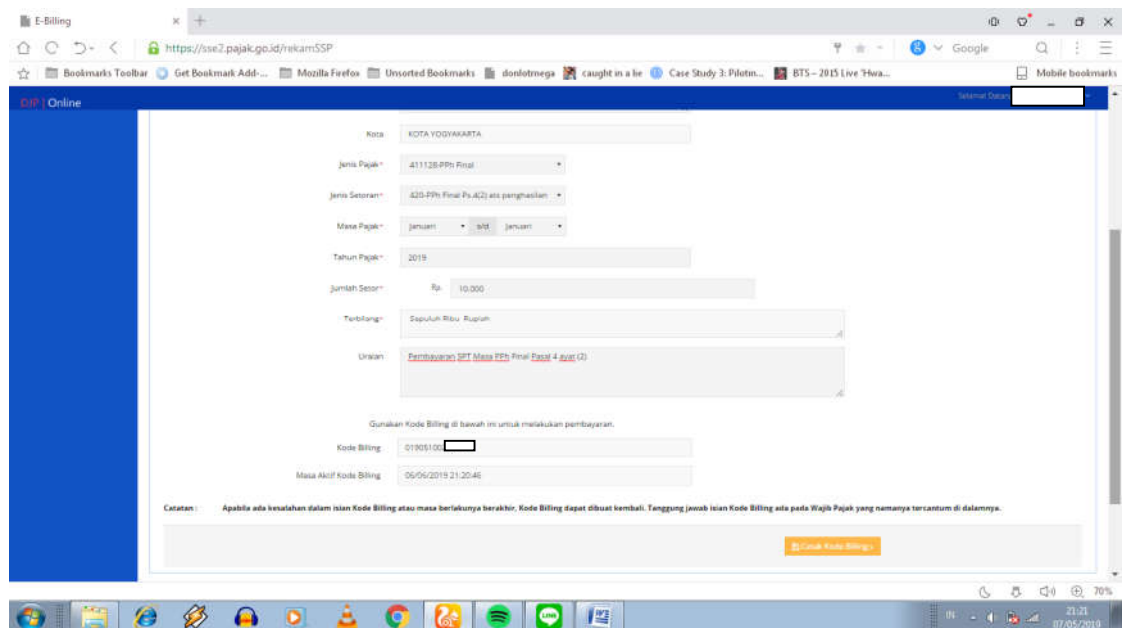 E-Billing
https://sse2.pajak.go.id/rekamSSP
Google
Bookmarks Toolbar Get Bookmark Add-... Mozilla Firefox Unsorted Bookmarks donlotmega caught in a lie Case Study 3: Pilotin... BTS – 2015 Live 'Hwa...
Mobile bookmarks
DJP | Online
Selamat Datan
Kota KOTA YOGYAKARTA
Jenis Pajak* 411128-PPh Final
Jenis Setoran* 420-PPh Final Ps.4(2) ats penghasilan
Masa Pajak* Januari s/d Januari
Tahun Pajak* 2019
Jumlah Setor* Rp. 10.000
Terbilang* Sepuluh Ribu Rupiah
Uraian Pembayaran SPT Masa PPh Final Pasal 4 ayat (2)
Gunakan Kode Billing di bawah ini untuk melakukan pembayaran.
Kode Billing 01905100
Masa Aktif Kode Billing 06/06/2019 21:20:46
Catatan : Apabila ada kesalahan dalam isian Kode Billing atau masa berlakunya berakhir, Kode Billing dapat dibuat kembali. Tanggung jawab isian Kode Billing ada pada Wajib Pajak yang namanya tercantum di dalamnya.
Cetak Kode Billing »
70%
LINE
IN
21:21
07/05/2019